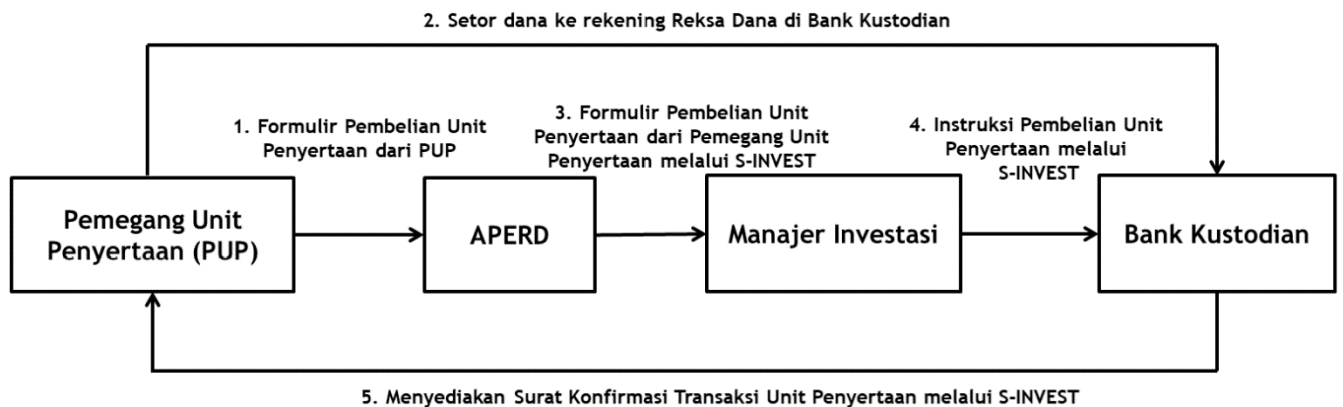 2. Setor dana ke rekening Reksa Dana di Bank Kustodian
1. Formulir Pembelian Unit
Penyertaan dari PUP
3. Formulir Pembelian Unit
Penyertaan dari Pemegang Unit
Penyertaan melalui S-INVEST
4. Instruksi Pembelian Unit
Penyertaan melalui
S-INVEST
Pemegang Unit
Penyertaan (PUP)
APERD
Manajer Investasi
Bank Kustodian
5. Menyediakan Surat Konfirmasi Transaksi Unit Penyertaan melalui S-INVEST